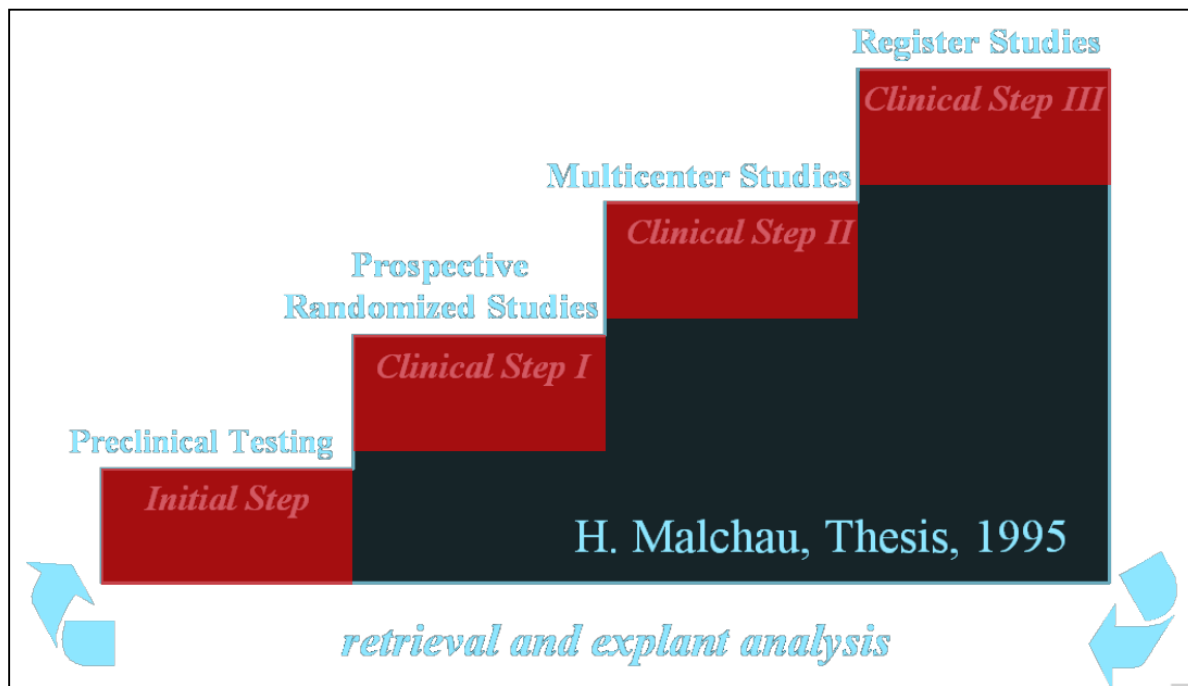 Register Studies
Clinical Step III
Multicenter Studies
Clinical Step II
Prospective
Randomized Studies
Clinical Step I
Preclinical Testing
Initial Step
H. Malchau, Thesis, 1995
retrieval and explant analysis